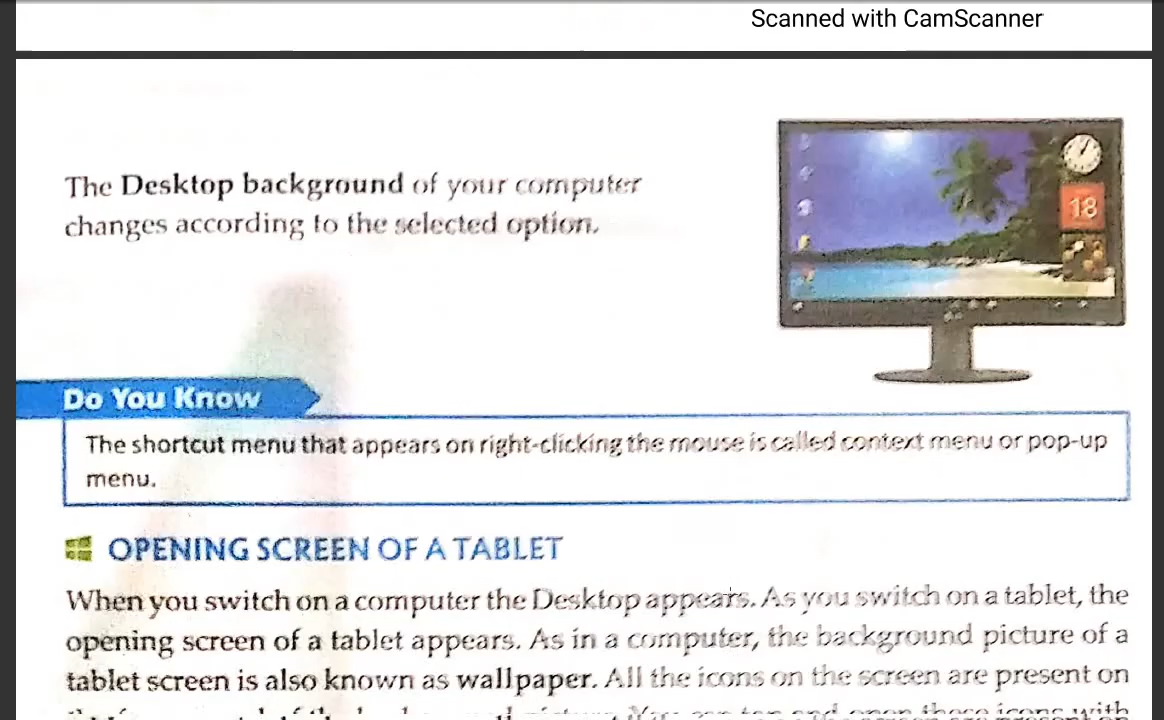 Scanned with CamScanner
The Desktop background of your computer
changes according to the selected option.
18
Do You Know
The shortcut menu that appears on right-clicking the mouse is called context menu or pop-up
menu.
OPENING SCREEN OF A TABLET
When you switch on a computer the Desktop appears. As you switch on a tablet, the
opening screen of a tablet appears. As in a computer, the background picture of a
tablet screen is also known as wallpaper. All the icons on the screen are present on